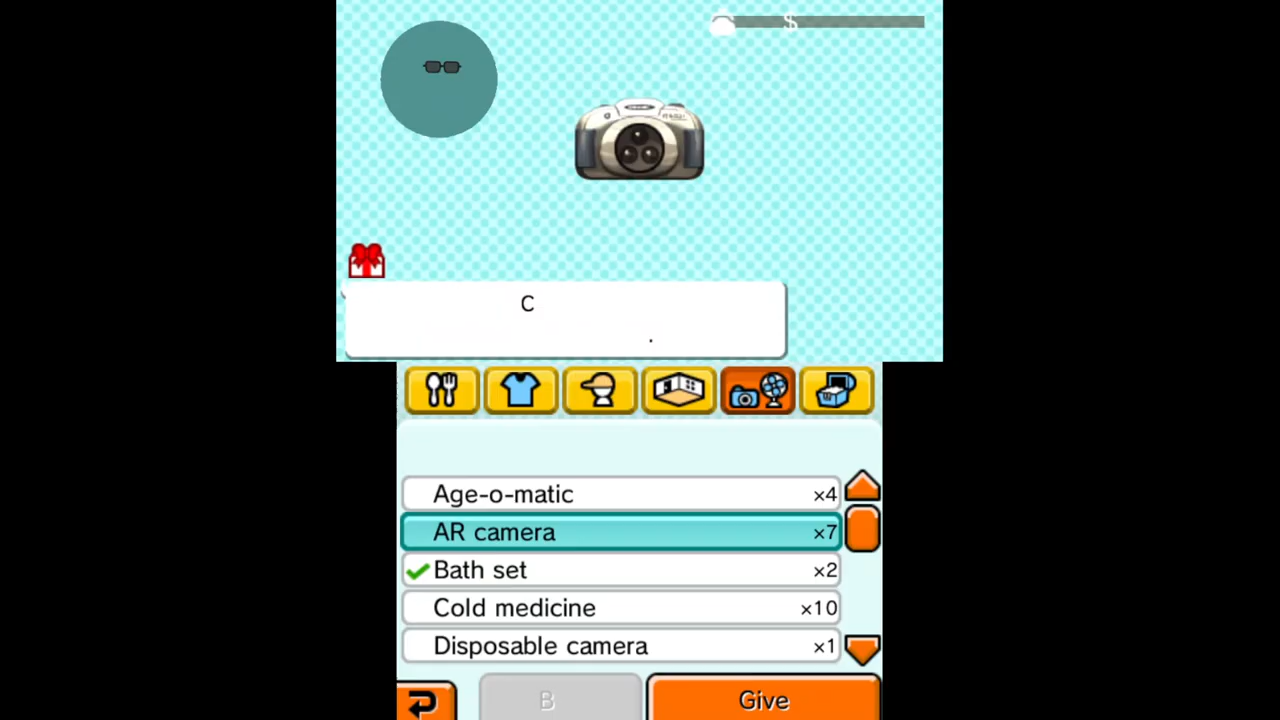 $
C
.
Age-o-matic ×4
AR camera ×7
Bath set ×2
Cold medicine ×10
Disposable camera ×1
B
Give